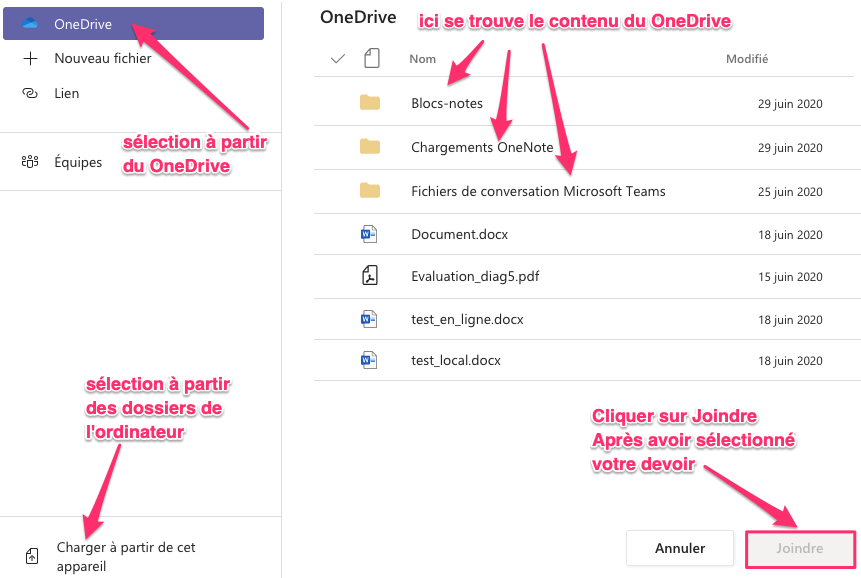 OneDrive
Nouveau fichier
Lien
sélection à partir
du OneDrive
Équipes
sélection à partir
des dossiers de
l'ordinateur
Charger à partir de cet
appareil
OneDrive
ici se trouve le contenu du OneDrive
Nom Modifié
Blocs-notes 29 juin 2020
Chargements OneNote 29 juin 2020
Fichiers de conversation Microsoft Teams 25 juin 2020
Document.docx 18 juin 2020
Evaluation_diag5.pdf 15 juin 2020
test_en_ligne.docx 18 juin 2020
test_local.docx 18 juin 2020
Cliquer sur Joindre
Après avoir sélectionné
votre devoir
Annuler Joindre